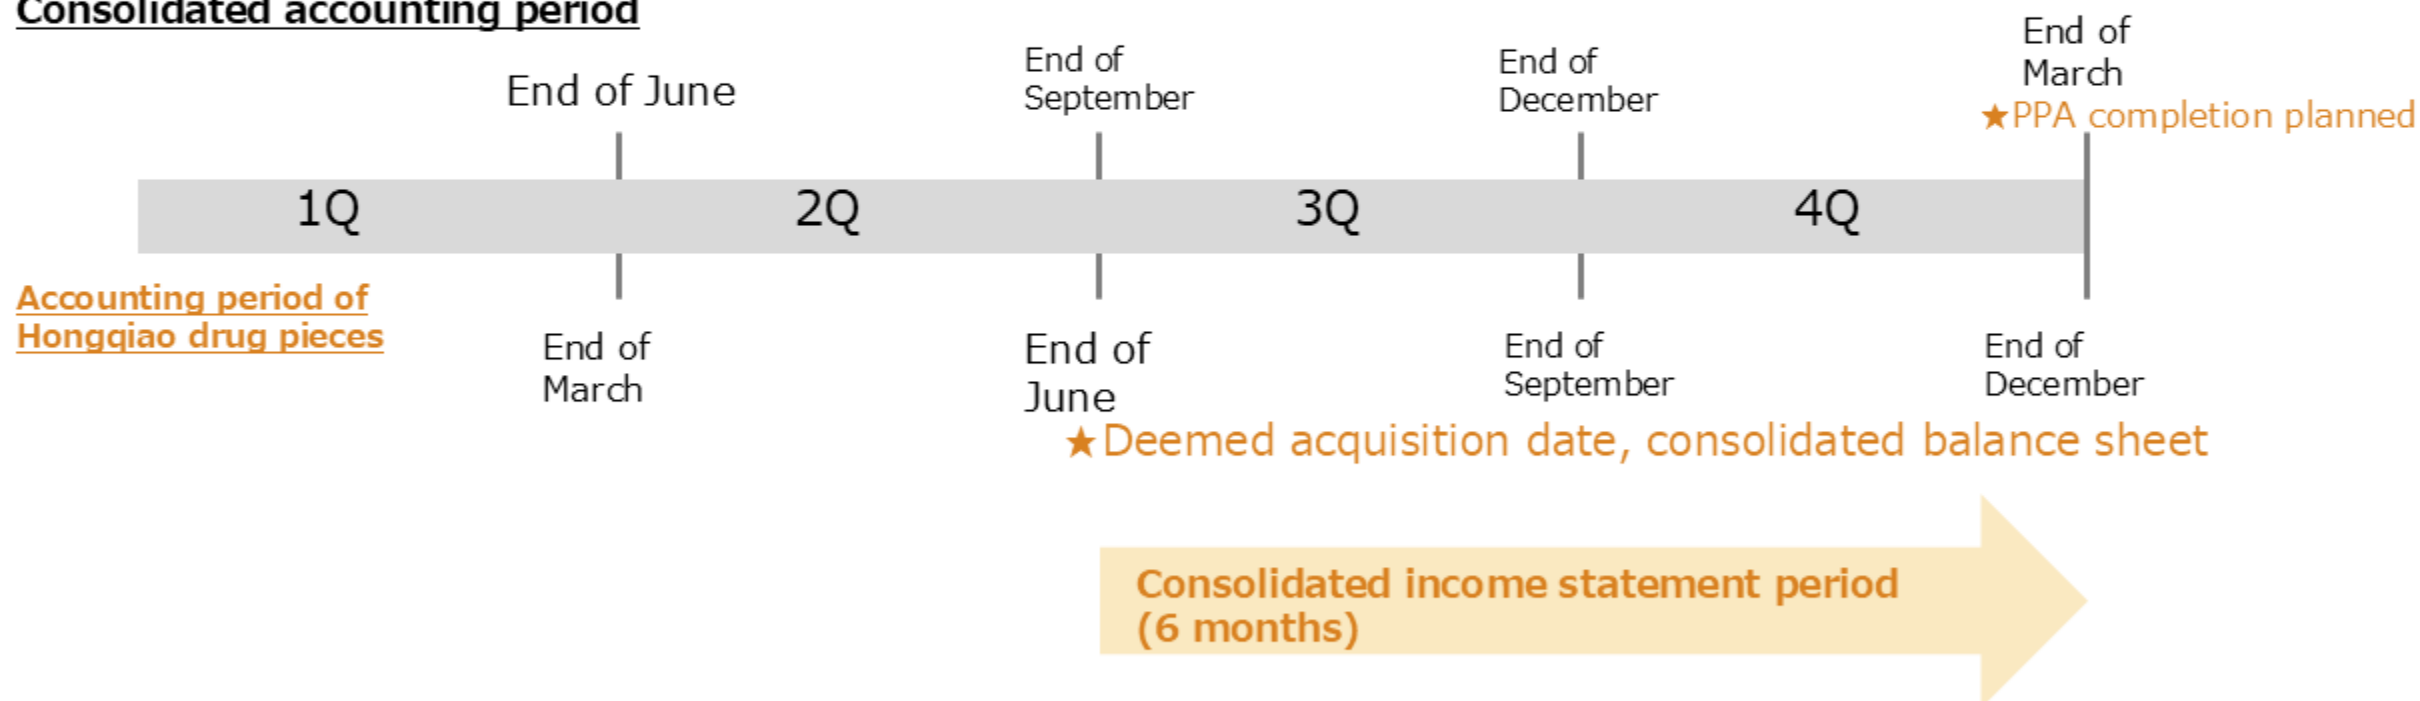 Consolidated accounting period
End of June
End of
September
End of
December
End of
March
★PPA completion planned
1Q
2Q
3Q
4Q
Accounting period of
Hongqiao drug pieces
End of
March
End of
June
End of
September
End of
December
★Deemed acquisition date, consolidated balance sheet
Consolidated income statement period
(6 months)